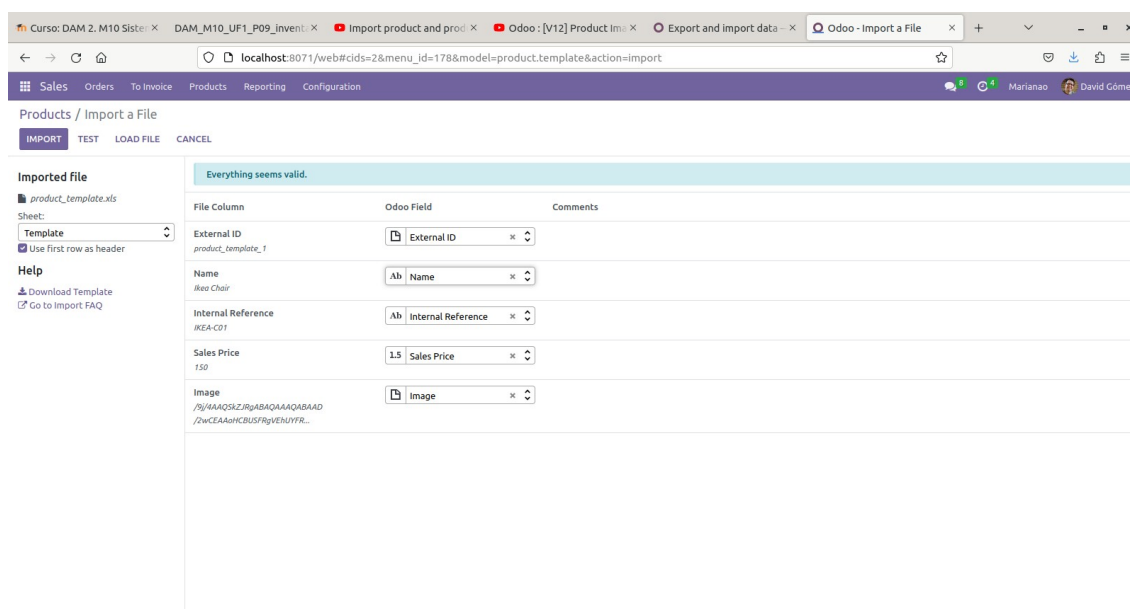 Curso: DAM 2. M10 Sister
DAM_M10_UF1_P09_invent
Import product and prod
Odoo : [V12] Product Ima
Export and import data –
Odoo - Import a File
localhost:8071/web#cids=2&menu_id=178&model=product.template&action=import
Sales Orders To Invoice Products Reporting Configuration
8 4 Marianao David Góme
Products / Import a File
IMPORT TEST LOAD FILE CANCEL
Imported file
product_template.xls
Sheet:
Template
Use first row as header
Help
Download Template
Go to Import FAQ
Everything seems valid.
File Column Odoo Field Comments
External ID External ID
product_template_1
Name Ab Name
Ikea Chair
Internal Reference Ab Internal Reference
IKEA-C01
Sales Price 1.5 Sales Price
150
Image Image
/9j/4AAQSkZJRgABAQAAAQABAAD
/2wCEAAoHCBUSFRgVEhUYFR...